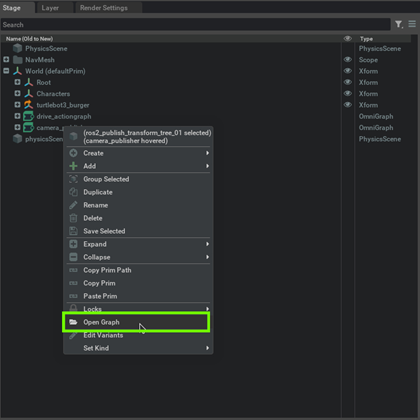 Stage Layer Render Settings
Search
Name (Old to New) Type
PhysicsScene PhysicsScene
NavMesh Scope
World (defaultPrim) Xform
Root Xform
Characters Xform
turtlebot3_burger Xform
drive_actiongraph OmniGraph
camera_ OmniGraph
physicsScene PhysicsScene
(ros2_publish_transform_tree_01 selected)
(camera_publisher hovered)
Create
Add
Group Selected
Duplicate
Rename
Delete
Save Selected
Expand
Collapse
Copy Prim Path
Copy Prim
Paste Prim
Locks
Open Graph
Edit Variants
Set Kind